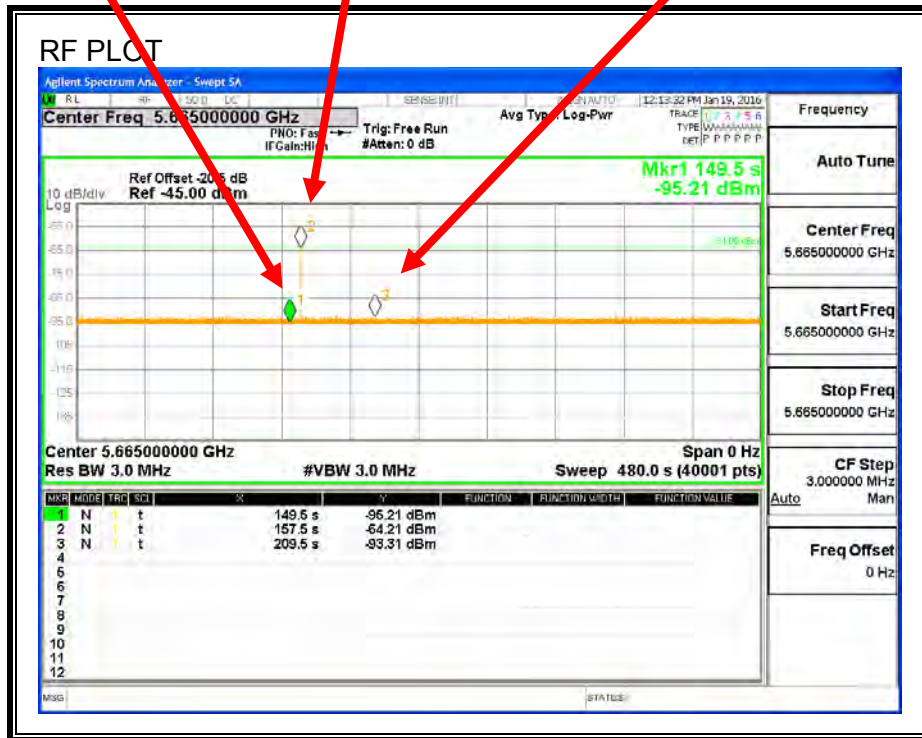 RF PLOT
Agilent Spectrum Analyzer - Swept SA
RL RF DC SENSE:INT 12:13:32 PM Jan 19, 2016
Center Freq 5.665000000 GHz
PNO: Fast
IFGain:High
Trig: Free Run
#Atten: 0 dB
Avg Type: Log-Pwr
TRACE 1 2 3 4 5 6
TYPE
DET P P P P P P
Ref Offset -20.5 dB
Ref -45.00 dBm
10 dB/div
Log
Mkr1 149.5 s
-95.21 dBm
2
1
3
Center 5.665000000 GHz
Span 0 Hz
Res BW 3.0 MHz
#VBW 3.0 MHz
Sweep 480.0 s (40001 pts)
MKR MODE TRC SCL X Y FUNCTION FUNCTION WIDTH FUNCTION VALUE
1 N 1 t 149.5 s -95.21 dBm
2 N 1 t 157.5 s -64.21 dBm
3 N 1 t 209.5 s -93.31 dBm
4
5
6
7
8
9
10
11
12
MSG
STATUS
Frequency
Auto Tune
Center Freq
5.665000000 GHz
Start Freq
5.665000000 GHz
Stop Freq
5.665000000 GHz
CF Step
3.000000 MHz
Auto Man
Freq Offset
0 Hz